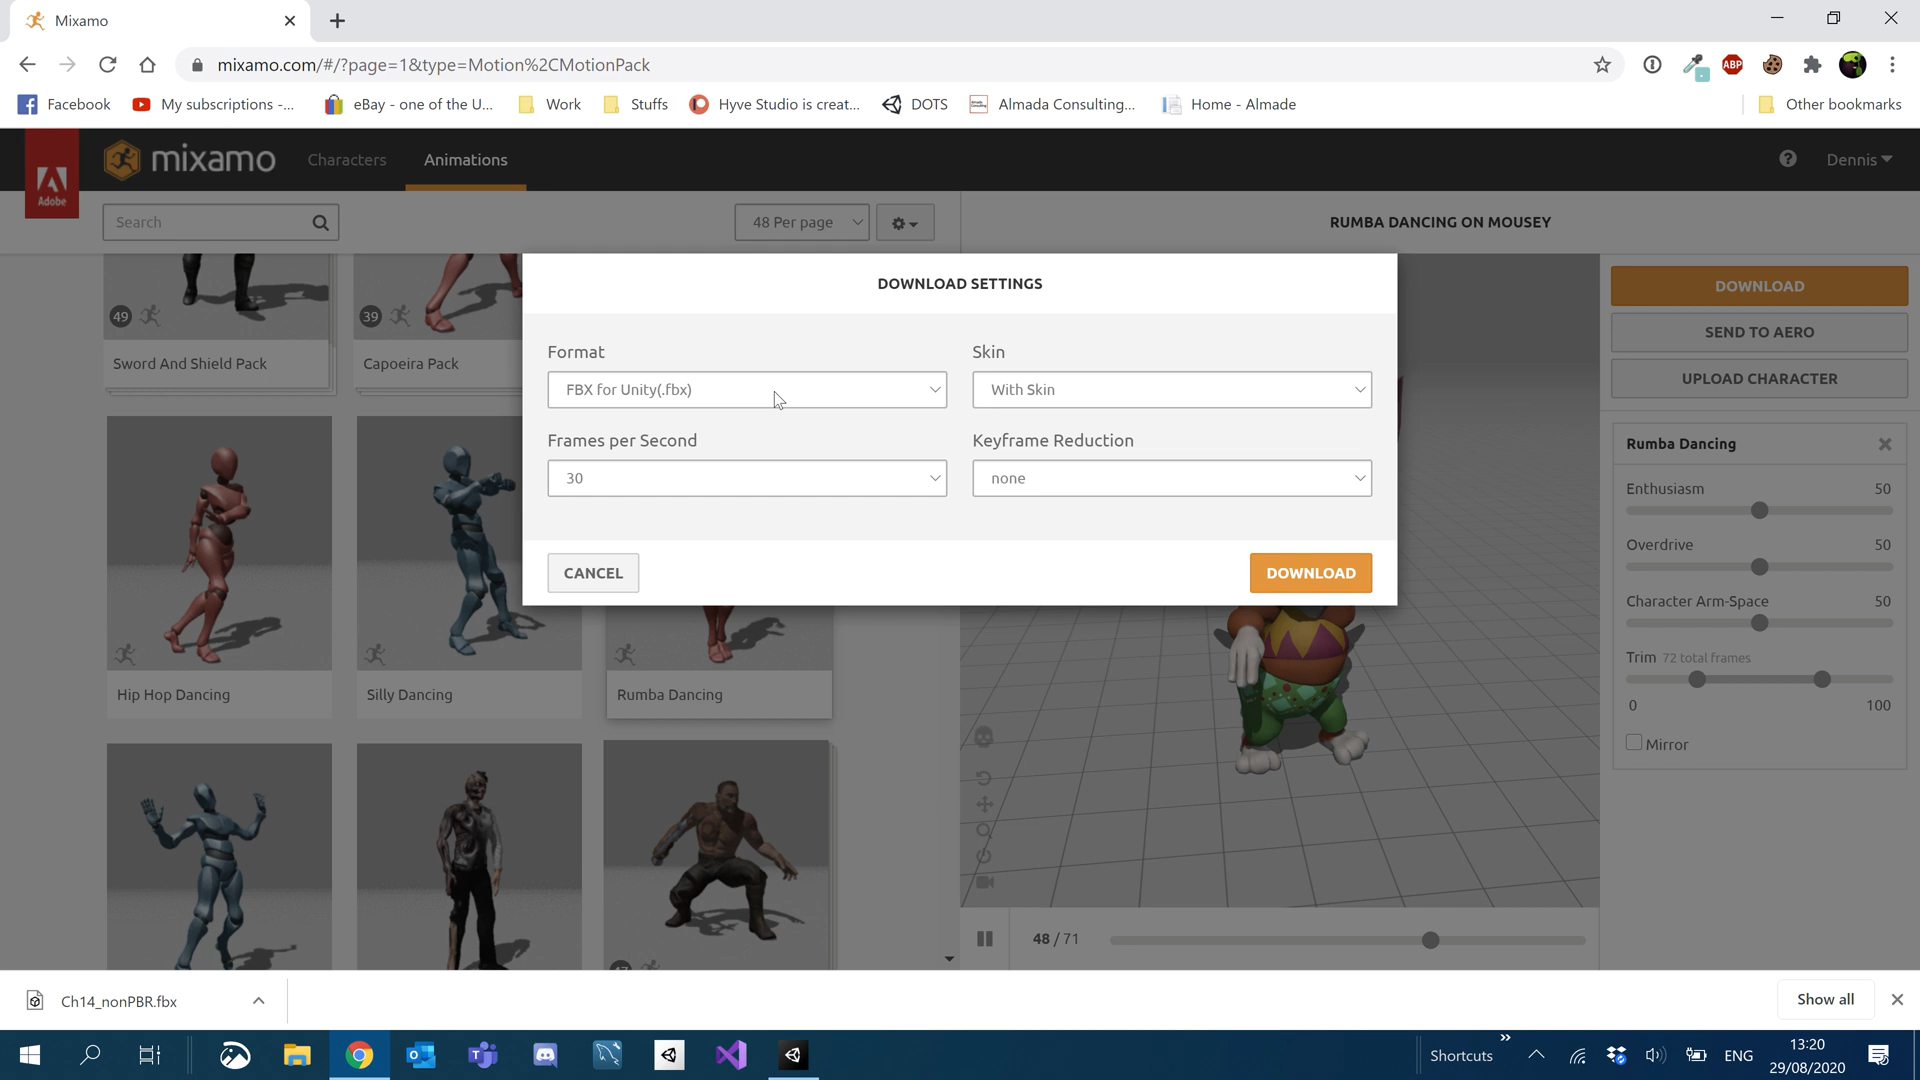 Mixamo
mixamo.com/#/?page=1&type=Motion%2CMotionPack
ABP
Facebook
My subscriptions -...
eBay - one of the U...
Work
Stuffs
Hyve Studio is creat...
DOTS
Almada Consulting...
Home - Almade
Other bookmarks
Adobe
mixamo
Characters
Animations
Dennis
Search
48 Per page
RUMBA DANCING ON MOUSEY
49
Sword And Shield Pack
39
Capoeira Pack
DOWNLOAD SETTINGS
Format
FBX for Unity(.fbx)
Skin
With Skin
Frames per Second
30
Keyframe Reduction
none
CANCEL
DOWNLOAD
DOWNLOAD
SEND TO AERO
UPLOAD CHARACTER
Rumba Dancing
Enthusiasm 50
Overdrive 50
Character Arm-Space 50
Trim 72 total frames
0 100
Mirror
Hip Hop Dancing
Silly Dancing
Rumba Dancing
48 / 71
Ch14_nonPBR.fbx
Show all
Shortcuts
ENG
13:20
29/08/2020